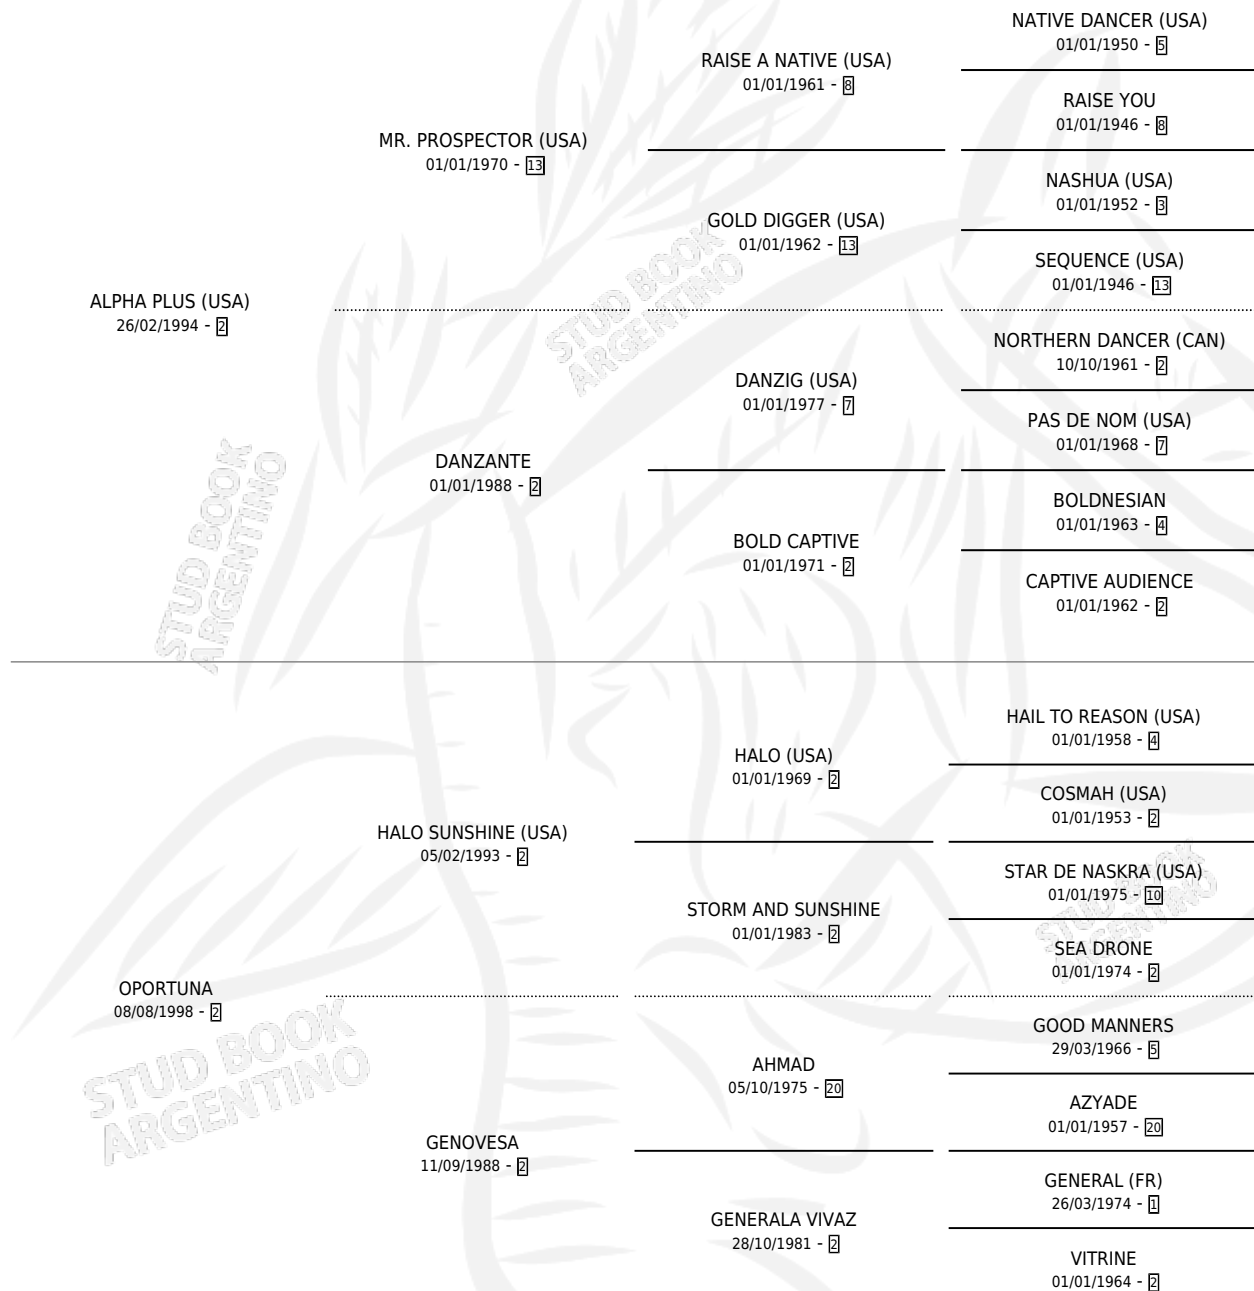 NATIVE DANCER (USA)
01/01/1950 - 5
RAISE A NATIVE (USA)
01/01/1961 - 8
RAISE YOU
01/01/1946 - 8
MR. PROSPECTOR (USA)
01/01/1970 - 13
NASHUA (USA)
01/01/1952 - 3
GOLD DIGGER (USA)
01/01/1962 - 13
SEQUENCE (USA)
01/01/1946 - 13
ALPHA PLUS (USA)
26/02/1994 - 2
NORTHERN DANCER (CAN)
10/10/1961 - 2
DANZIG (USA)
01/01/1977 - 7
PAS DE NOM (USA)
01/01/1968 - 7
DANZANTE
01/01/1988 - 2
BOLDNESIAN
01/01/1963 - 4
BOLD CAPTIVE
01/01/1971 - 2
CAPTIVE AUDIENCE
01/01/1962 - 2
HAIL TO REASON (USA)
01/01/1958 - 4
HALO (USA)
01/01/1969 - 2
COSMAH (USA)
01/01/1953 - 2
HALO SUNSHINE (USA)
05/02/1993 - 2
STAR DE NASKRA (USA)
01/01/1975 - 10
STORM AND SUNSHINE
01/01/1983 - 2
SEA DRONE
01/01/1974 - 2
OPORTUNA
08/08/1998 - 2
GOOD MANNERS
29/03/1966 - 5
AHMAD
05/10/1975 - 20
AZYADE
01/01/1957 - 20
GENOVESA
11/09/1988 - 2
GENERAL (FR)
26/03/1974 - 1
GENERALA VIVAZ
28/10/1981 - 2
VITRINE
01/01/1964 - 2
STUD BOOK
ARGENTINO
STUD BOOK
ARGENTINO
STUD BOOK
ARGENTINO
STUD BOOK
ARGENTINO